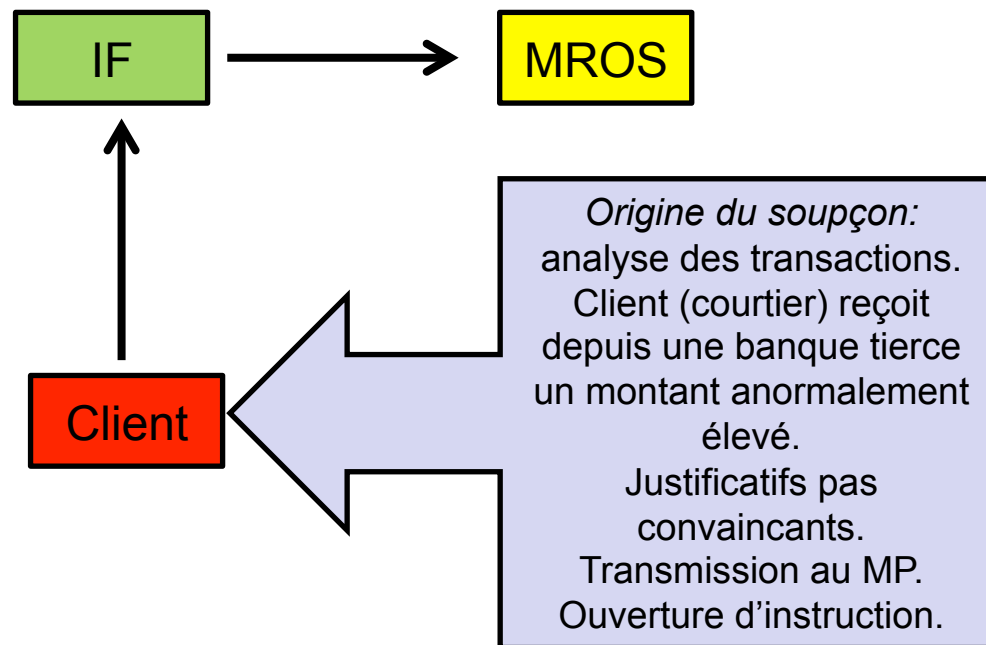 IF
MROS
Client
Origine du soupçon:
analyse des transactions.
Client (courtier) reçoit
depuis une banque tierce
un montant anormalement
élevé.
Justificatifs pas
convaincants.
Transmission au MP.
Ouverture d’instruction.